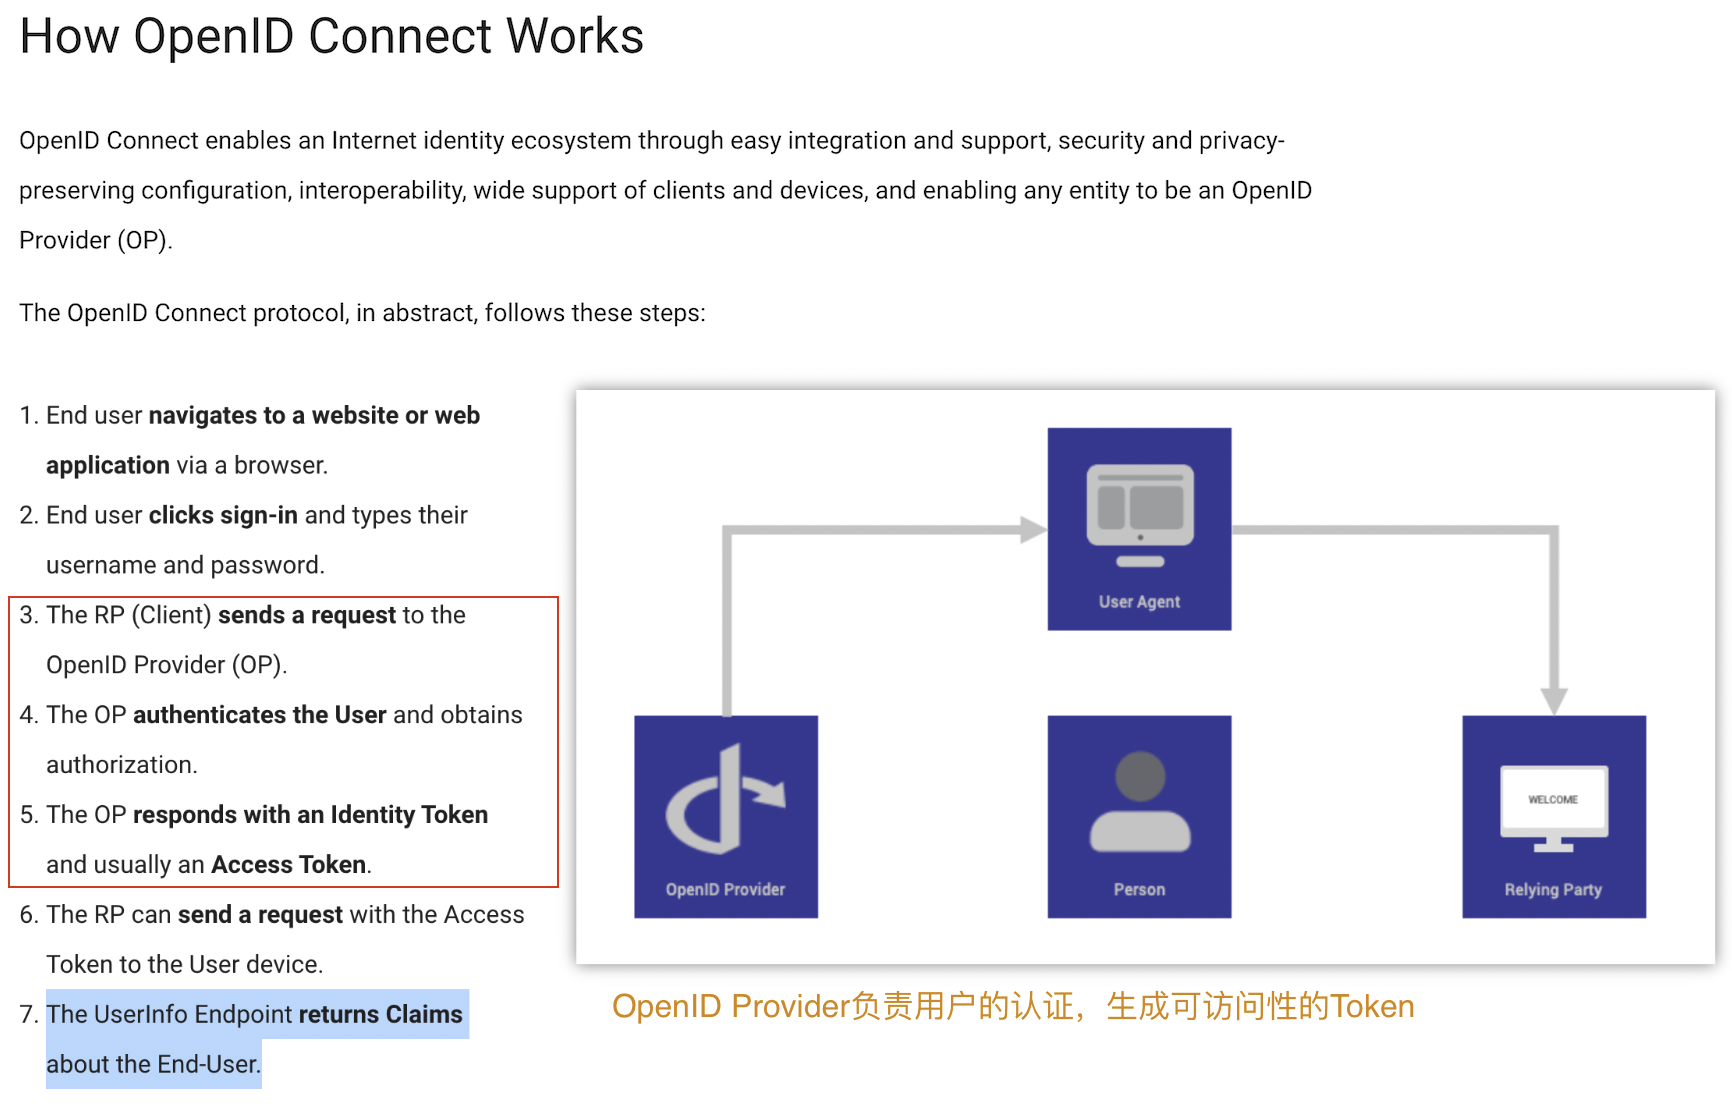 How OpenID Connect Works
OpenID Connect enables an Internet identity ecosystem through easy integration and support, security and privacy-
preserving configuration, interoperability, wide support of clients and devices, and enabling any entity to be an OpenID
Provider (OP).
The OpenID Connect protocol, in abstract, follows these steps:
1. End user navigates to a website or web
application via a browser.
2. End user clicks sign-in and types their
username and password.
3. The RP (Client) sends a request to the
OpenID Provider (OP).
4. The OP authenticates the User and obtains
authorization.
5. The OP responds with an Identity Token
and usually an Access Token.
6. The RP can send a request with the Access
Token to the User device.
7. The UserInfo Endpoint returns Claims
about the End-User.
User Agent
OpenID Provider
Person
WELCOME
Relying Party
OpenID Provider负责用户的认证，生成可访问性的Token